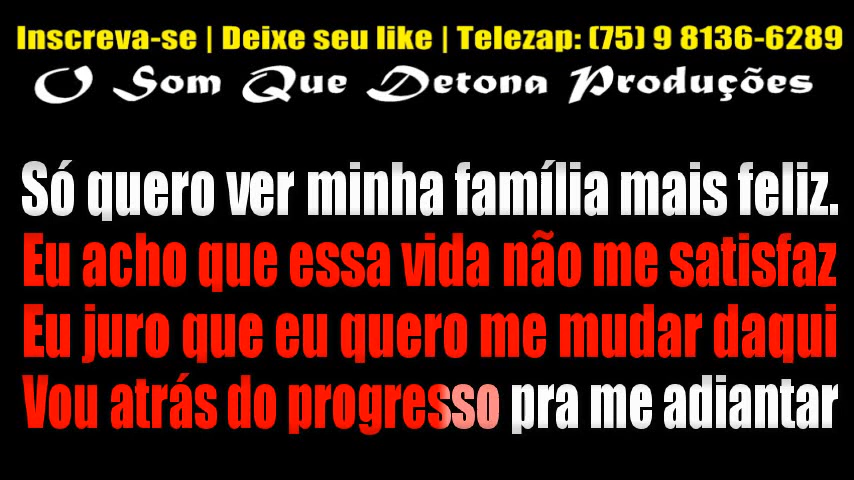 Inscreva-se | Deixe seu like | Telezap: (75) 9 8136-6289
O Som Que Detona Produções
Só quero ver minha família mais feliz.
Eu acho que essa vida não me satisfaz
Eu juro que eu quero me mudar daqui
Vou atrás do progresso pra me adiantar